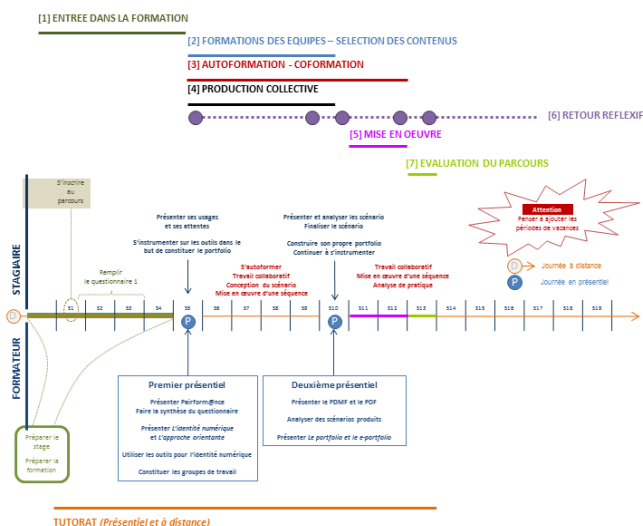 [1] ENTREE DANS LA FORMATION
[2] FORMATIONS DES EQUIPES – SELECTION DES CONTENUS
[3] AUTOFORMATION - COFORMATION
[4] PRODUCTION COLLECTIVE
[6] RETOUR REFLEXIF
[5] MISE EN OEUVRE
[7] EVALUATION DU PARCOURS
S'inscrire
au
parcours
Attention
Penser à ajouter les
périodes de vacances
D
Journée à distance
P
Journée en présentiel
STAGIAIRE
Présenter ses usages
et ses attentes
S'instrumenter sur les outils dans le
but de constituer le portfolio
Présenter et analyser les scénario
Finaliser le scénario
Construire son propre portfolio
Continuer à s'instrumenter
Remplir
le questionnaire 1
S'autoformer
Travail collaboratif
Conception du scénario
Mise en œuvre d'une séquence
Travail collaboratif
Mise en œuvre d'une séquence
Analyse de pratique
D
S1
S2
S3
S4
S5
S6
S7
S8
S9
S10
S11
S12
S13
S14
S15
S16
S17
S18
S19
P
P
FORMATEUR
Premier présentiel
Présenter Pairform@nce
Faire la synthèse du questionnaire
Présenter L'identité numérique
et L'approche orientante
Utiliser les outils pour l'identité numérique
Constituer les groupes de travail
Deuxième présentiel
Présenter le PDMF et le POF
Analyser des scénarios produits
Présenter Le portfolio et le e-portfolio
Préparer le
stage
Préparer la
formation
TUTORAT (Présentiel et à distance)